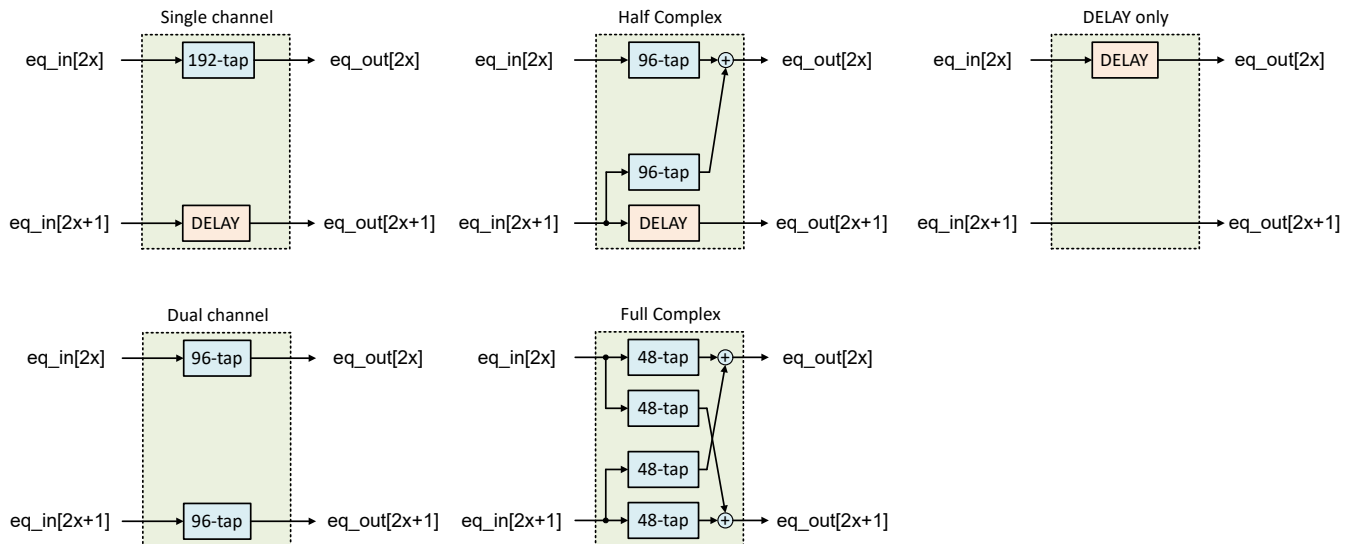 Single channel
eq_in[2x]
192-tap
eq_out[2x]
eq_in[2x+1]
DELAY
eq_out[2x+1]
Half Complex
eq_in[2x]
96-tap
+
eq_out[2x]
96-tap
eq_in[2x+1]
DELAY
eq_out[2x+1]
DELAY only
eq_in[2x]
DELAY
eq_out[2x]
eq_in[2x+1]
eq_out[2x+1]
Dual channel
eq_in[2x]
96-tap
eq_out[2x]
eq_in[2x+1]
96-tap
eq_out[2x+1]
Full Complex
eq_in[2x]
48-tap
+
eq_out[2x]
48-tap
48-tap
eq_in[2x+1]
48-tap
+
eq_out[2x+1]